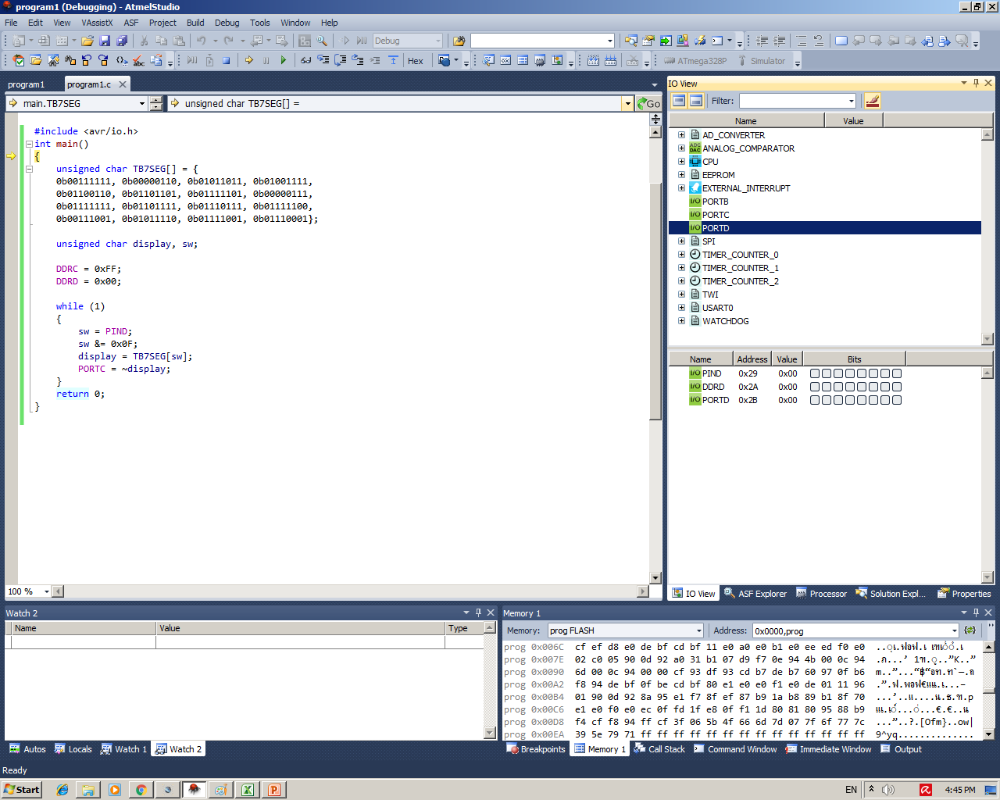 program1 (Debugging) - AtmelStudio
File Edit View VAssistX ASF Project Build Debug Tools Window Help
Debug
Hex ATmega328P Simulator
program1 program1.c
main.TB7SEG unsigned char TB7SEG[] = Go
#include <avr/io.h>
int main()
{
unsigned char TB7SEG[] = {
0b00111111, 0b00000110, 0b01011011, 0b01001111,
0b01100110, 0b01101101, 0b01111101, 0b00000111,
0b01111111, 0b01101111, 0b01110111, 0b01111100,
0b00111001, 0b01011110, 0b01111001, 0b01110001};
unsigned char display, sw;
DDRC = 0xFF;
DDRD = 0x00;
while (1)
{
sw = PIND;
sw &= 0x0F;
display = TB7SEG[sw];
PORTC = ~display;
}
return 0;
}
100 %
IO View
Filter:
Name Value
AD_CONVERTER
ANALOG_COMPARATOR
CPU
EEPROM
EXTERNAL_INTERRUPT
I/O PORTB
I/O PORTC
I/O PORTD
SPI
TIMER_COUNTER_0
TIMER_COUNTER_1
TIMER_COUNTER_2
TWI
USART0
WATCHDOG
Name Address Value Bits
I/O PIND 0x29 0x00
I/O DDRD 0x2A 0x00
I/O PORTD 0x2B 0x00
IO View ASF Explorer Processor Solution Expl... Properties
Watch 2
Name Value Type
Autos Locals Watch 1 Watch 2
Memory 1
Memory: prog FLASH Address: 0x0000,prog
prog 0x006C cf ef d8 e0 de bf cd bf 11 e0 a0 e0 b1 e0 ee ed f0 e0
prog 0x007E 02 c0 05 90 0d 92 a0 31 b1 07 d9 f7 0e 94 4b 00 0c 94
prog 0x0090 6d 00 0c 94 00 00 cf 93 df 93 cd b7 de b7 60 97 0f b6
prog 0x00A2 f8 94 de bf 0f be cd bf 80 e1 e0 e0 f1 e0 de 01 11 96
prog 0x00B4 01 90 0d 92 8a 95 e1 f7 8f ef 87 b9 1a b8 89 b1 8f 70
prog 0x00C6 e1 e0 f0 e0 ec 0f fd 1f e8 0f f1 1d 80 81 80 95 88 b9
prog 0x00D8 f4 cf f8 94 ff cf 3f 06 5b 4f 66 6d 7d 07 7f 6f 77 7c
prog 0x00EA 39 5e 79 71 ff ff ff ff ff ff ff ff ff ff ff ff ff ff 9^yq..............
Breakpoints Memory 1 Call Stack Command Window Immediate Window Output
Ready
Start EN 4:45 PM